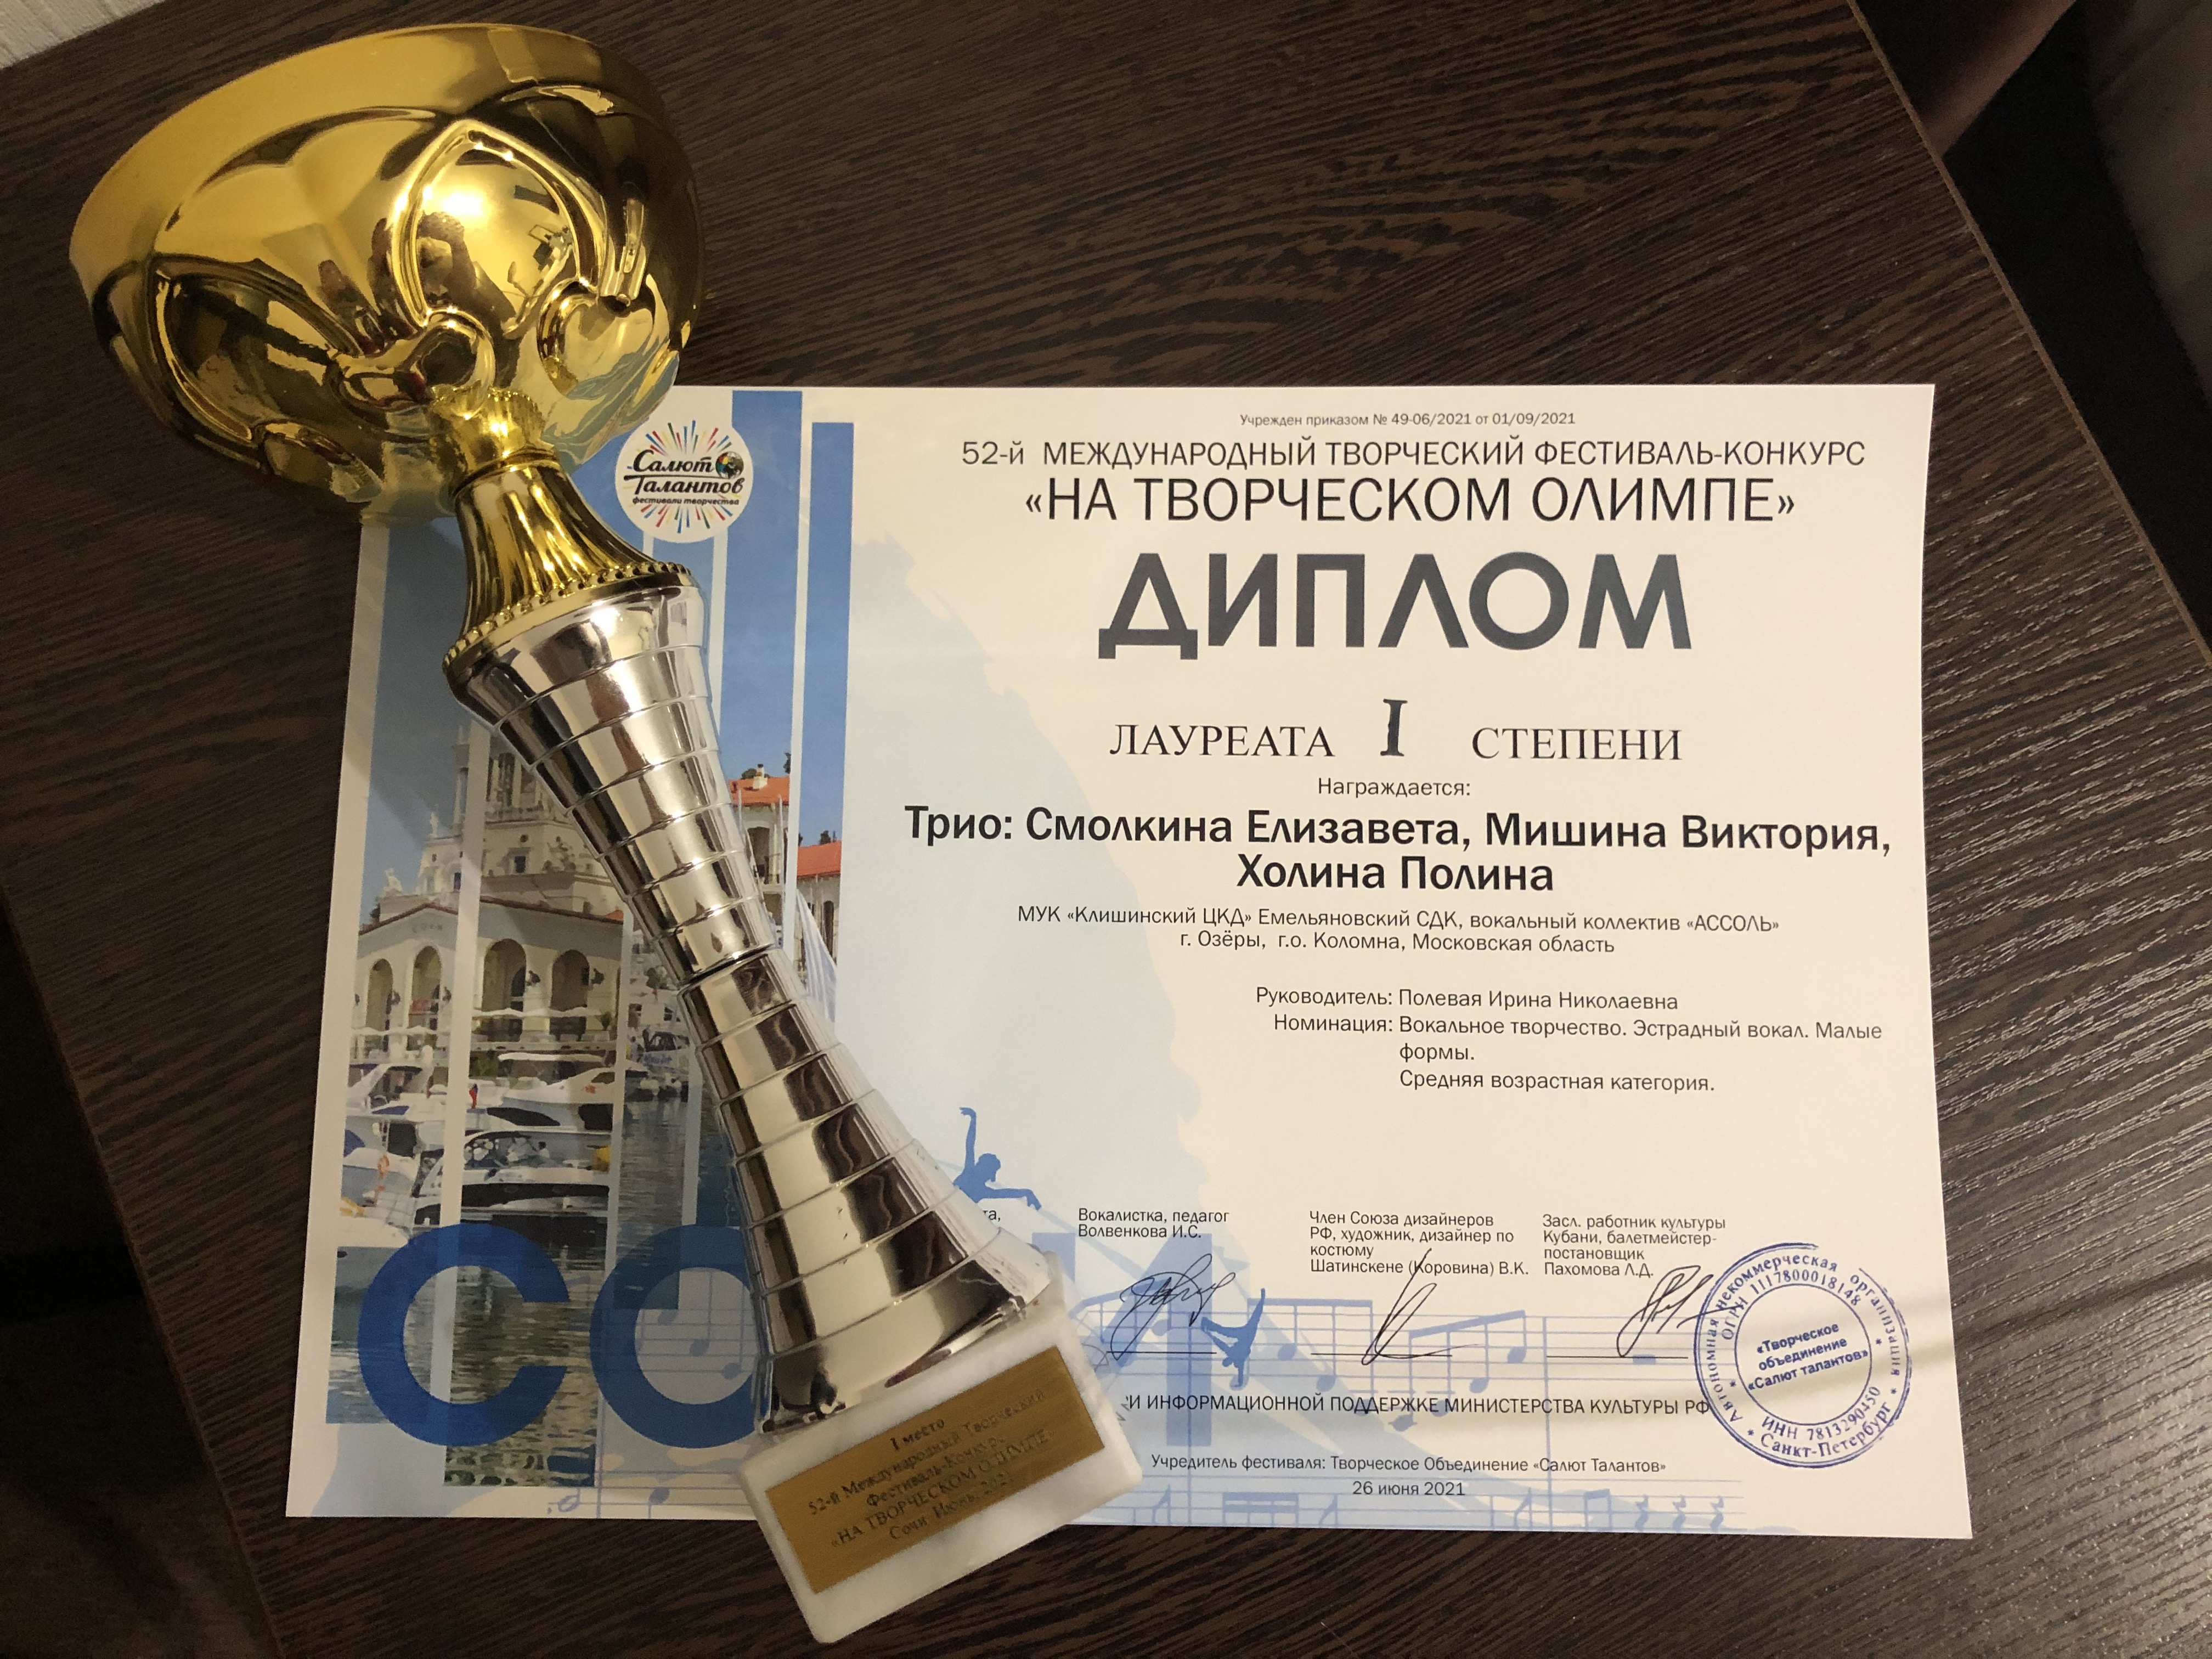 Учрежден приказом № 49-06/2021 от 01/09/2021
52-й МЕЖДУНАРОДНЫЙ ТВОРЧЕСКИЙ ФЕСТИВАЛЬ-КОНКУРС
«НА ТВОРЧЕСКОМ ОЛИМПЕ»
Салют
Талантов
фестивали творчества
ДИПЛОМ
ЛАУРЕАТА I СТЕПЕНИ
Награждается:
Трио: Смолкина Елизавета, Мишина Виктория,
Холина Полина
МУК «Клишинский ЦКД» Емельяновский СДК, вокальный коллектив «АССОЛЬ»
г. Озёры, г.о. Коломна, Московская область
Руководитель: Полевая Ирина Николаевна
Номинация: Вокальное творчество. Эстрадный вокал. Малые
формы.
Средняя возрастная категория.
Вокалистка, педагог
Волвенкова И.С.
Член Союза дизайнеров
РФ, художник, дизайнер по
костюму
Шатинскене (Коровина) В.К.
Засл. работник культуры
Кубани, балетмейстер-
постановщик
Пахомова Л.Д.
Автономная некоммерческая организация
ОГРН 1117800018148
«Творческое
объединение
«Салют талантов»
ИНН 7813290450
Санкт-Петербург
СО
И ИНФОРМАЦИОННОЙ ПОДДЕРЖКЕ МИНИСТЕРСТВА КУЛЬТУРЫ РФ
Учредитель фестиваля: Творческое Объединение «Салют Талантов»
26 июня 2021
I место
52-й Международный Творческий
Фестиваль-Конкурс
«НА ТВОРЧЕСКОМ ОЛИМПЕ»
Сочи Июнь, 2021